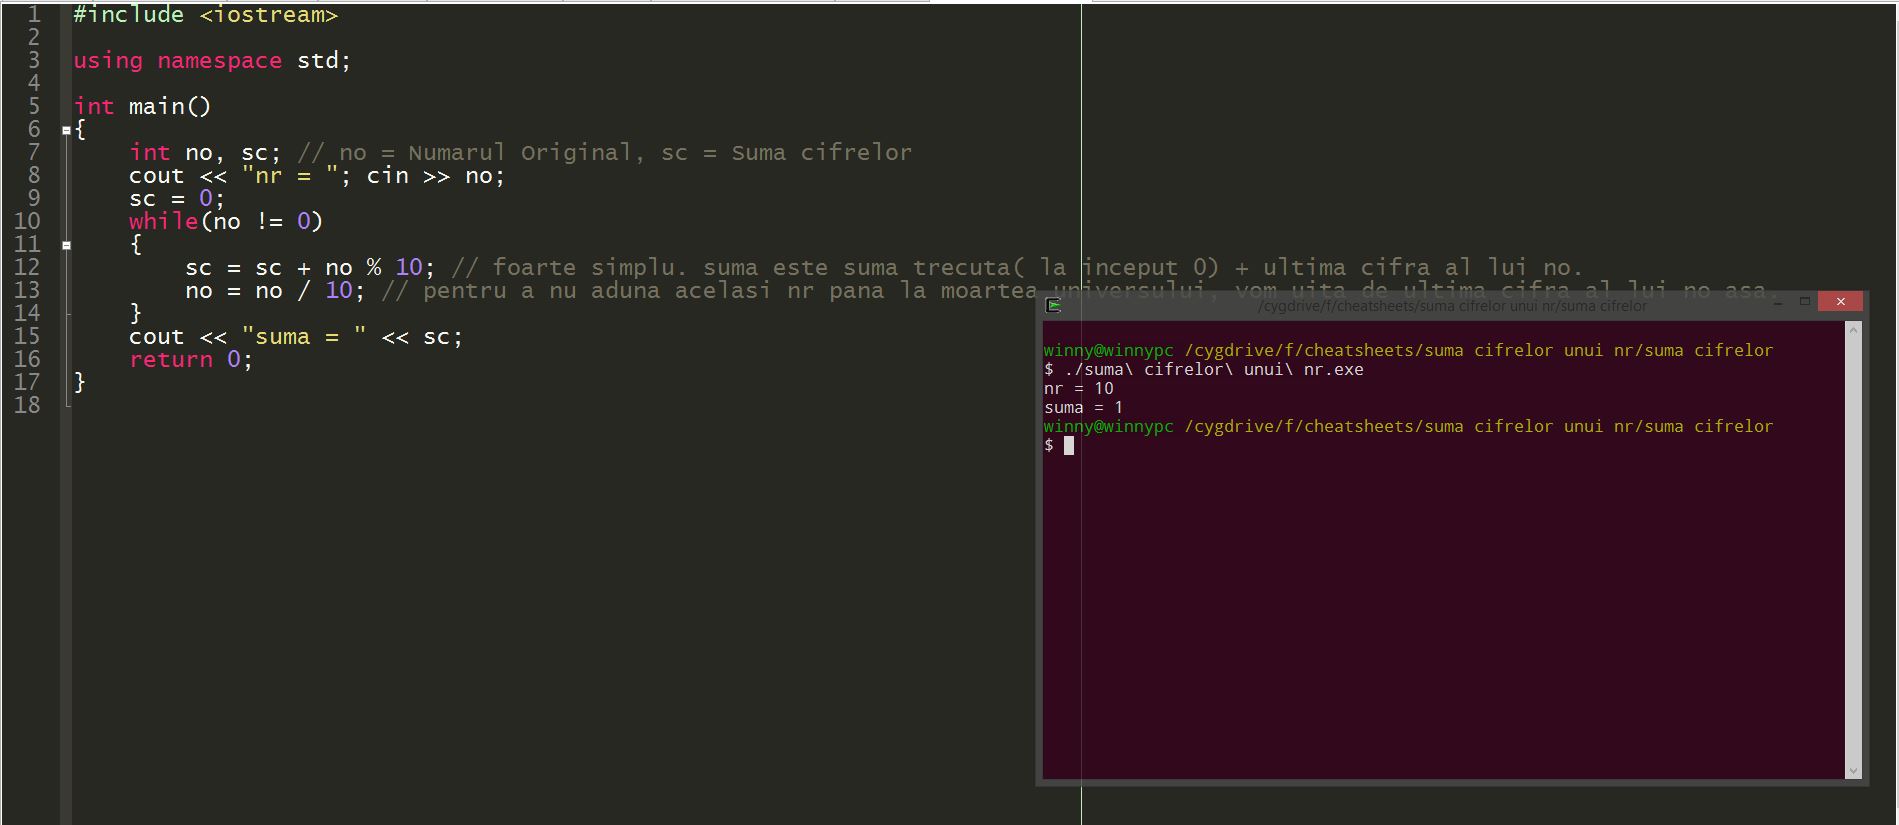 1 #include <iostream>
2
3 using namespace std;
4
5 int main()
6 {
7 int no, sc; // no = Numarul Original, sc = Suma cifrelor
8 cout << "nr = "; cin >> no;
9 sc = 0;
10 while(no != 0)
11 {
12 sc = sc + no % 10; // foarte simplu. suma este suma trecuta( la inceput 0) + ultima cifra al lui no.
13 no = no / 10; // pentru a nu aduna acelasi nr pana la moartea universului, vom uita de ultima cifra al lui no asa.
14 }
15 cout << "suma = " << sc;
16 return 0;
17 }
18
/cygdrive/f/cheatsheets/suma cifrelor unui nr/suma cifrelor
winny@winnypc /cygdrive/f/cheatsheets/suma cifrelor unui nr/suma cifrelor
$ ./suma\ cifrelor\ unui\ nr.exe
nr = 10
suma = 1
winny@winnypc /cygdrive/f/cheatsheets/suma cifrelor unui nr/suma cifrelor
$